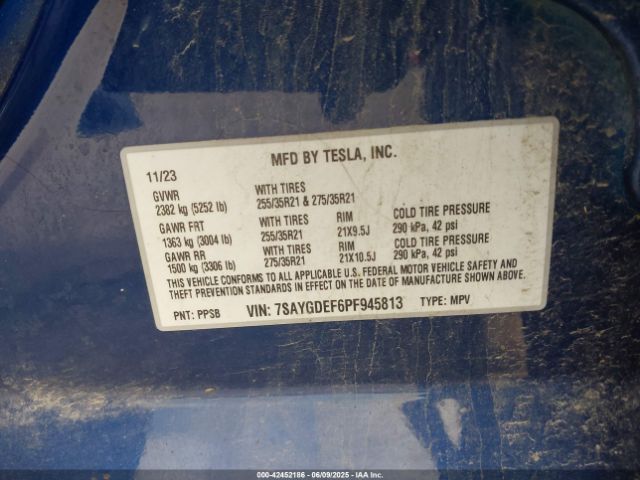 MFD BY TESLA, INC.
11/23
GVWR WITH TIRES
2382 kg (5252 lb) 255/35R21 & 275/35R21
GAWR FRT WITH TIRES RIM COLD TIRE PRESSURE
1363 kg (3004 lb) 255/35R21 21X9.5J 290 kPa, 42 psi
GAWR RR WITH TIRES RIM COLD TIRE PRESSURE
1500 kg (3306 lb) 275/35R21 21X10.5J 290 kPa, 42 psi
THIS VEHICLE CONFORMS TO ALL APPLICABLE U.S. FEDERAL MOTOR VEHICLE SAFETY AND
THEFT PREVENTION STANDARDS IN EFFECT ON THE DATE OF MANUFACTURE SHOWN ABOVE.
PNT: PPSB VIN: 7SAYGDEF6PF945813 TYPE: MPV
00-42452186 | 06/09/2025 | IAA Inc.